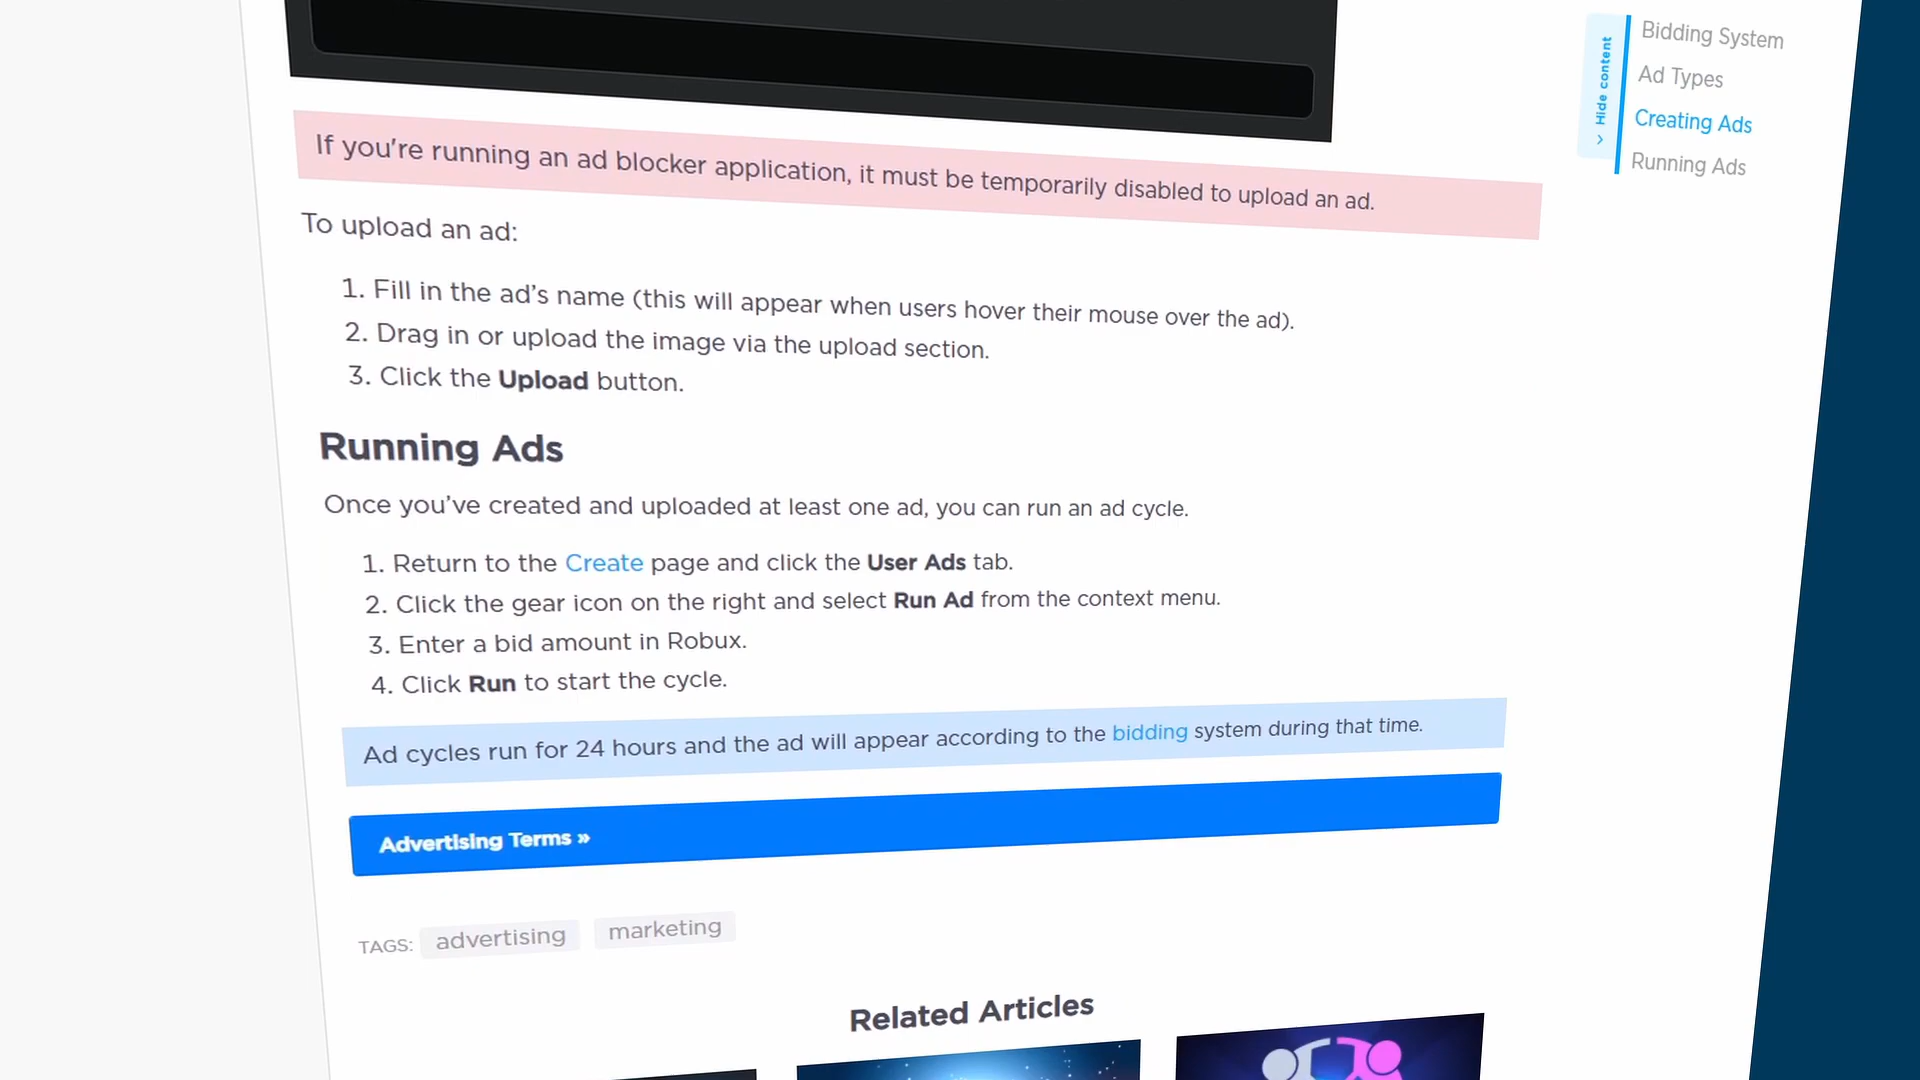 Bidding System
Ad Types
Creating Ads
Running Ads
Hide content
If you're running an ad blocker application, it must be temporarily disabled to upload an ad.
To upload an ad:
1. Fill in the ad's name (this will appear when users hover their mouse over the ad).
2. Drag in or upload the image via the upload section.
3. Click the Upload button.
Running Ads
Once you've created and uploaded at least one ad, you can run an ad cycle.
1. Return to the Create page and click the User Ads tab.
2. Click the gear icon on the right and select Run Ad from the context menu.
3. Enter a bid amount in Robux.
4. Click Run to start the cycle.
Ad cycles run for 24 hours and the ad will appear according to the bidding system during that time.
Advertising Terms »
TAGS: advertising marketing
Related Articles